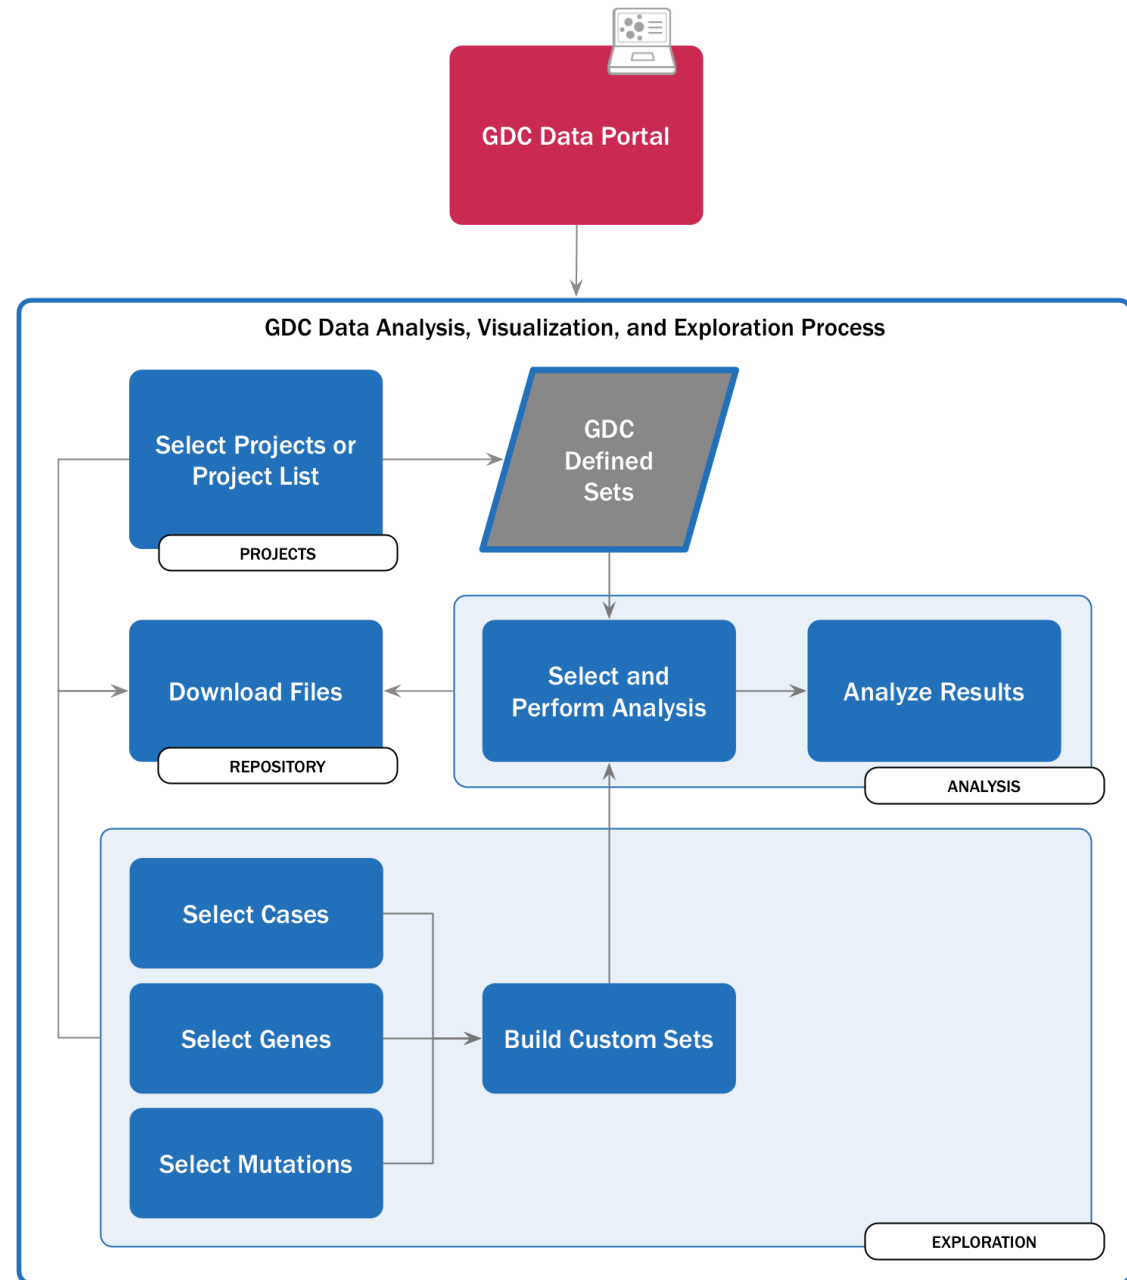 GDC Data Portal
GDC Data Analysis, Visualization, and Exploration Process
Select Projects or
Project List
PROJECTS
GDC
Defined
Sets
Download Files
REPOSITORY
Select and
Perform Analysis
Analyze Results
ANALYSIS
Select Cases
Select Genes
Select Mutations
Build Custom Sets
EXPLORATION